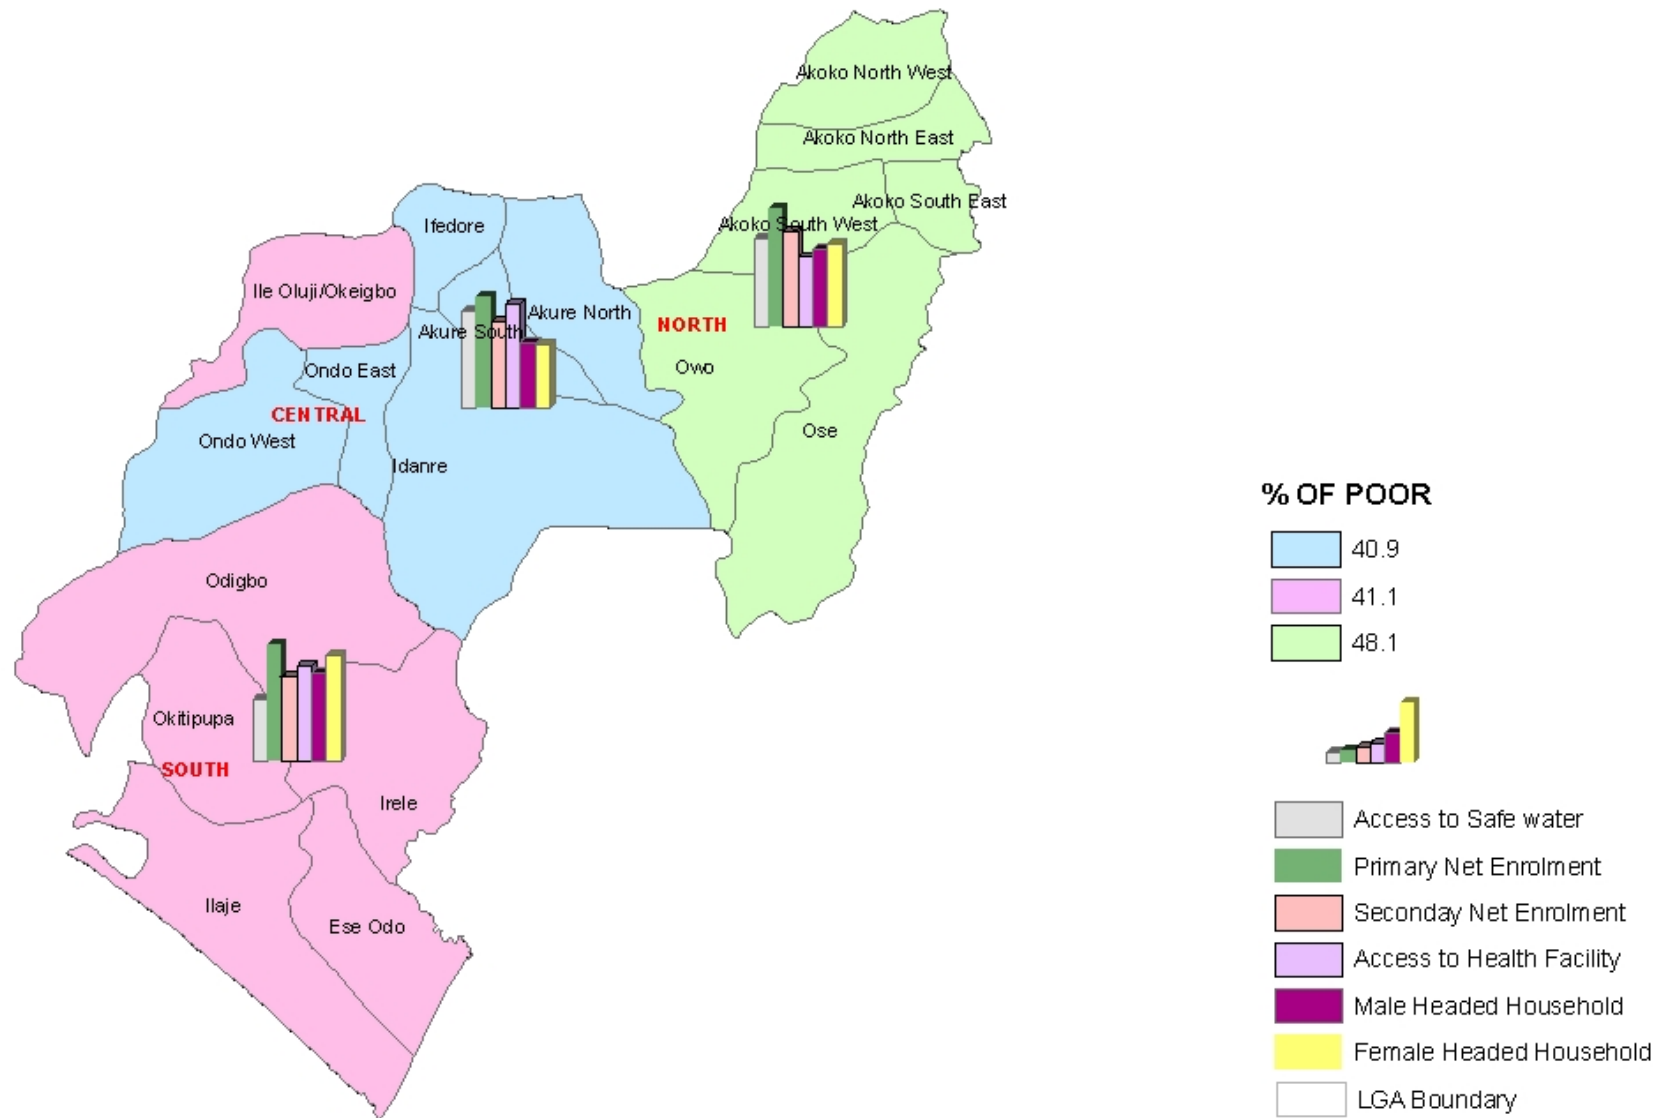 Akoko North West
Akoko North East
Akoko South East
Akoko South West
Ifedore
Ile Oluji/Okeigbo
Akure North
Akure South
NORTH
Owo
Ondo East
CENTRAL
Ondo West
Ose
Idanre
Odigbo
Okitipupa
SOUTH
Irele
Ilaje
Ese Odo
% OF POOR
40.9
41.1
48.1
Access to Safe water
Primary Net Enrolment
Seconday Net Enrolment
Access to Health Facility
Male Headed Household
Female Headed Household
LGA Boundary